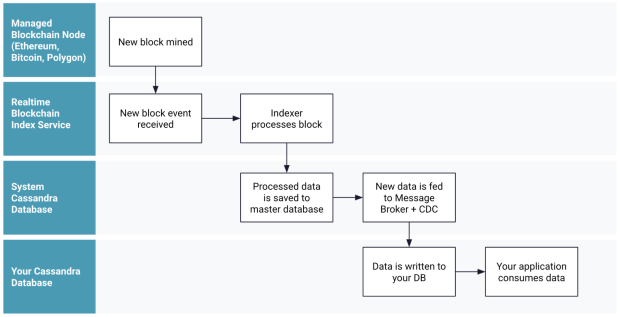 Managed
Blockchain Node
(Ethereum,
Bitcoin, Polygon)
New block mined
Realtime
Blockchain
Index Service
New block event
received
Indexer
processes block
System
Cassandra
Database
Processed data
is saved to
master database
New data is fed
to Message
Broker + CDC
Your Cassandra
Database
Data is written to
your DB
Your application
consumes data